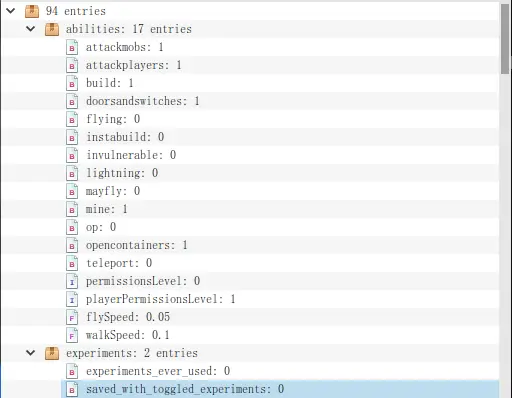 94 entries
abilities: 17 entries
B attackmobs: 1
B attackplayers: 1
B build: 1
B doorsandswitches: 1
B flying: 0
B instabuild: 0
B invulnerable: 0
B lightning: 0
B mayfly: 0
B mine: 1
B op: 0
B opencontainers: 1
B teleport: 0
I permissionsLevel: 0
I playerPermissionsLevel: 1
F flySpeed: 0.05
F walkSpeed: 0.1
experiments: 2 entries
B experiments_ever_used: 0
B saved_with_toggled_experiments: 0